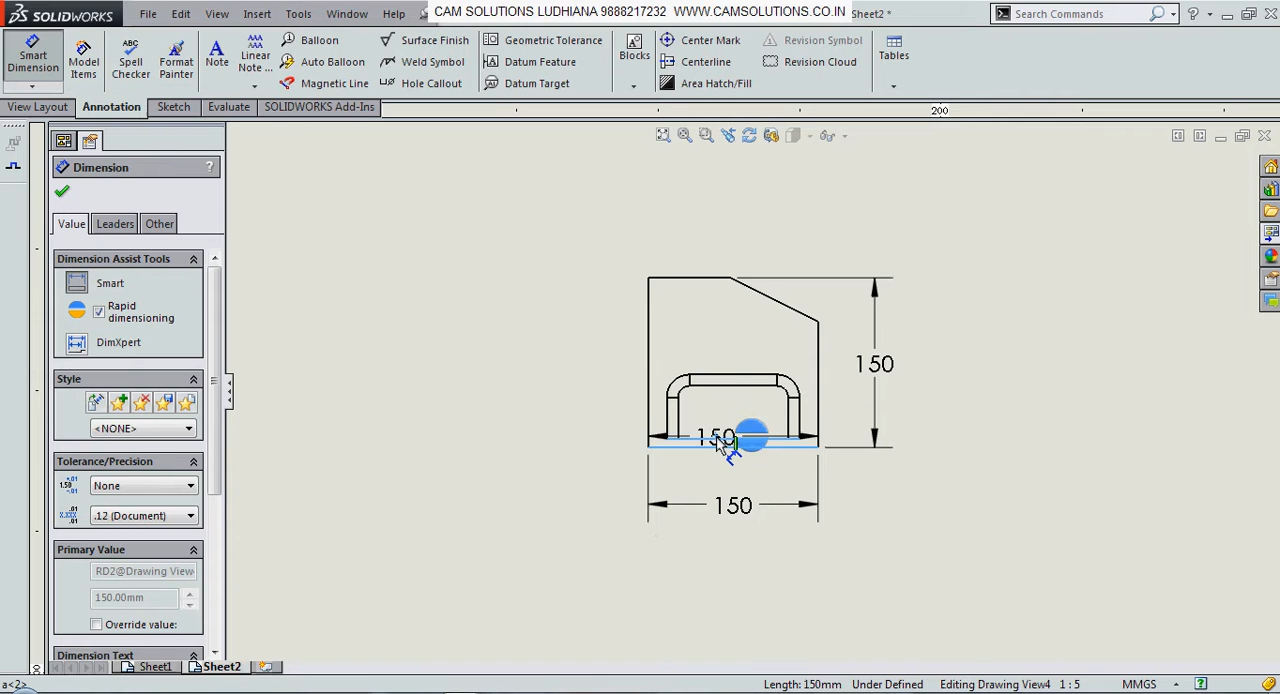 SOLIDWORKS File Edit View Insert Tools Window Help CAM SOLUTIONS LUDHIANA 9888217232 WWW.CAMSOLUTIONS.CO.IN Sheet2 * Search Commands ?
Smart Dimension
Model Items
ABC
Spell Checker
Format Painter
A
Note
Linear Note ...
Balloon
Auto Balloon
Magnetic Line
Surface Finish
Weld Symbol
Hole Callout
Geometric Tolerance
Datum Feature
Datum Target
A
Blocks
Center Mark
Centerline
Area Hatch/Fill
Revision Symbol
Revision Cloud
Tables
View Layout Annotation Sketch Evaluate SOLIDWORKS Add-Ins
200
Dimension ?
Value Leaders Other
Dimension Assist Tools
Smart
Rapid dimensioning
DimXpert
Style
<NONE>
Tolerance/Precision
None
.12 (Document)
Primary Value
RD2@Drawing View
150.00mm
Override value:
Dimension Text
150
150
150
Sheet1 Sheet2
a<2> Length: 150mm Under Defined Editing Drawing View4 1 : 5 MMGS ?